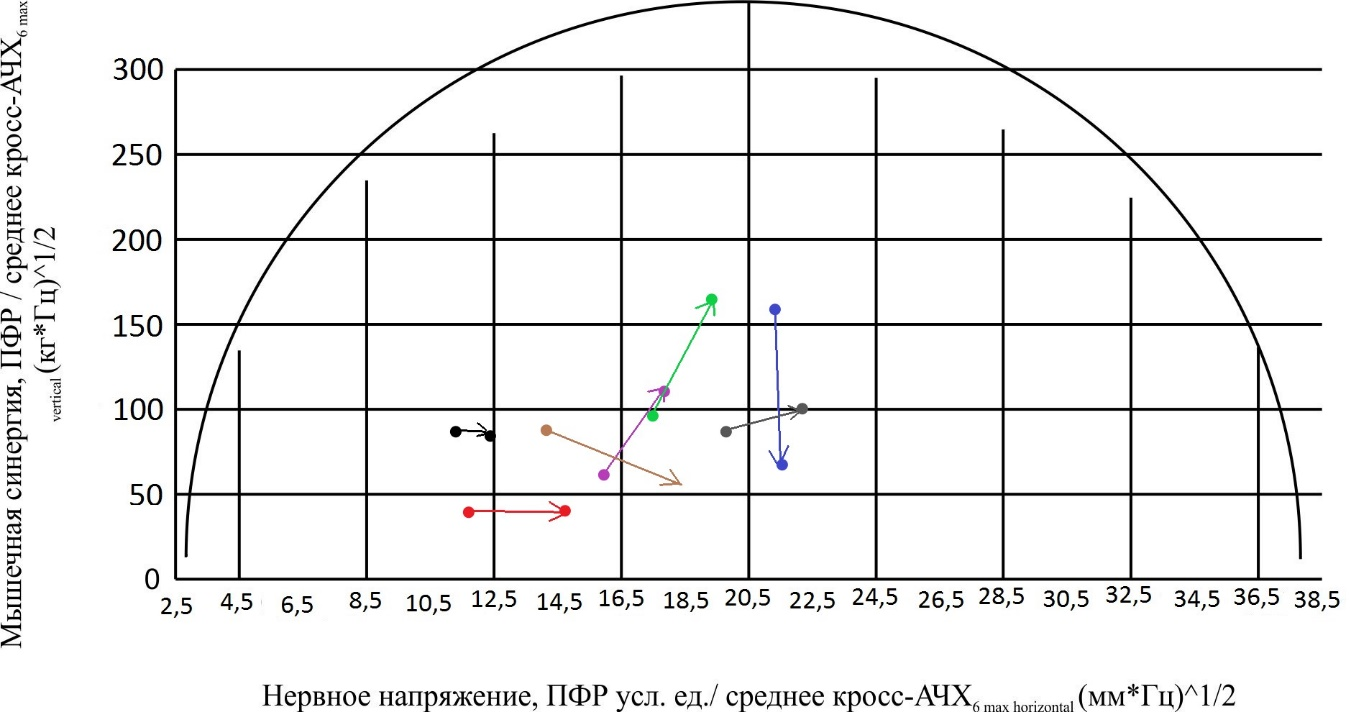 Мышечная синергия, ПФР / среднее кросс-АЧХ6 max
vertical (кг*Гц)^1/2
300
250
200
150
100
50
0
2,5 4,5 6,5 8,5 10,5 12,5 14,5 16,5 18,5 20,5 22,5 24,5 26,5 28,5 30,5 32,5 34,5 36,5 38,5
Нервное напряжение, ПФР усл. ед./ среднее кросс-АЧХ6 max horizontal (мм*Гц)^1/2